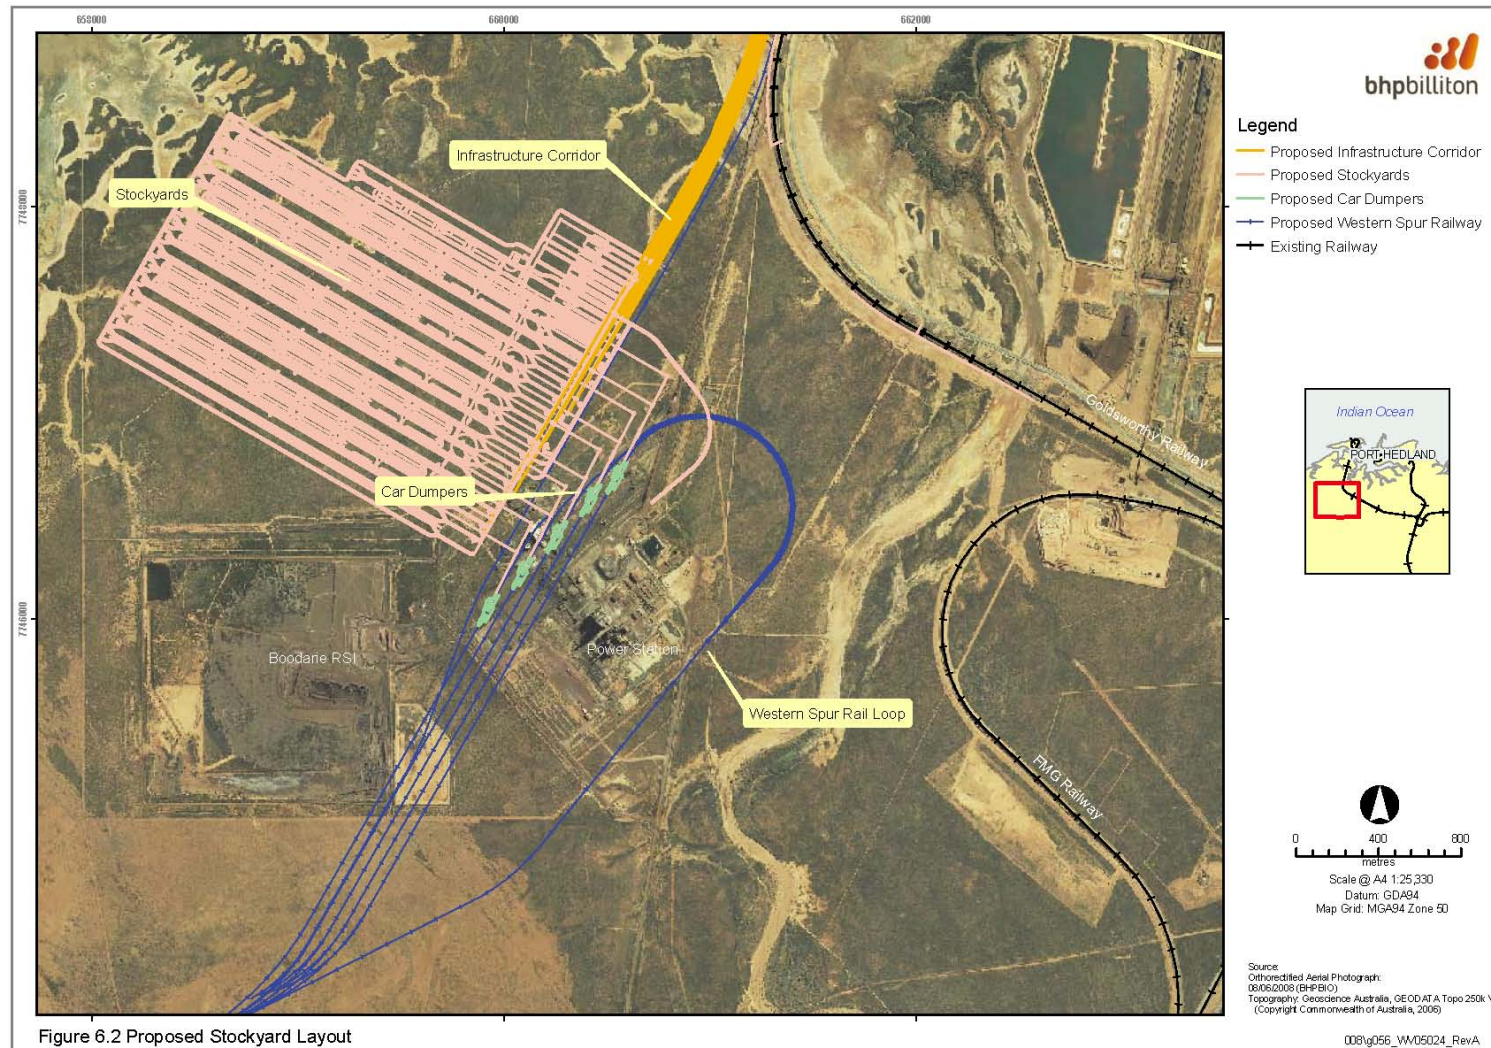 658000
660000
662000
7748000
7746000
Infrastructure Corridor
Stockyards
Car Dumpers
Goldsworthy Railway
Boodarie RSI
Power Station
Western Spur Rail Loop
FMG Railway
bhpbilliton
Legend
Proposed Infrastructure Corridor
Proposed Stockyards
Proposed Car Dumpers
Proposed Western Spur Railway
Existing Railway
Indian Ocean
PORT HEDLAND
0 400 800
metres
Scale @ A4 1:25,330
Datum: GDA94
Map Grid: MGA94 Zone 50
Source:
Orthorectified Aerial Photograph:
08/06/2008 (BHPBIO)
Topography: Geoscience Australia, GEODATA Topo 250k
(Copyright Commonwealth of Australia, 2006)
Figure 6.2 Proposed Stockyard Layout
008\g056_WV05024_RevA